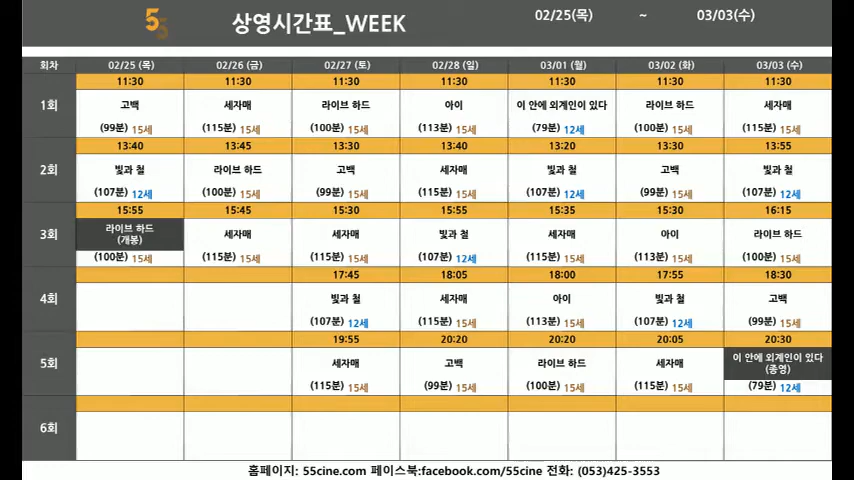 55 상영시간표_WEEK 02/25(목) ~ 03/03(수)
회차 02/25 (목) 02/26 (금) 02/27 (토) 02/28 (일) 03/01 (월) 03/02 (화) 03/03 (수)
11:30 11:30 11:30 11:30 11:30 11:30 11:30
1회 고백 세자매 라이브 하드 아이 이 안에 외계인이 있다 라이브 하드 세자매
(99분) 15세 (115분) 15세 (100분) 15세 (113분) 15세 (79분) 12세 (100분) 15세 (115분) 15세
13:40 13:45 13:30 13:40 13:20 13:30 13:55
2회 빛과 철 라이브 하드 고백 세자매 빛과 철 고백 빛과 철
(107분) 12세 (100분) 15세 (99분) 15세 (115분) 15세 (107분) 12세 (99분) 15세 (107분) 12세
15:55 15:45 15:30 15:55 15:35 15:30 16:15
3회 라이브 하드 (개봉) 세자매 세자매 빛과 철 세자매 아이 라이브 하드
(100분) 15세 (115분) 15세 (115분) 15세 (107분) 12세 (115분) 15세 (113분) 15세 (100분) 15세
17:45 18:05 18:00 17:55 18:30
4회 빛과 철 세자매 아이 빛과 철 고백
(107분) 12세 (115분) 15세 (113분) 15세 (107분) 12세 (99분) 15세
19:55 20:20 20:20 20:05 20:30
5회 세자매 고백 라이브 하드 세자매 이 안에 외계인이 있다 (종영)
(115분) 15세 (99분) 15세 (100분) 15세 (115분) 15세 (79분) 12세
6회
홈페이지: 55cine.com 페이스북:facebook.com/55cine 전화: (053)425-3553